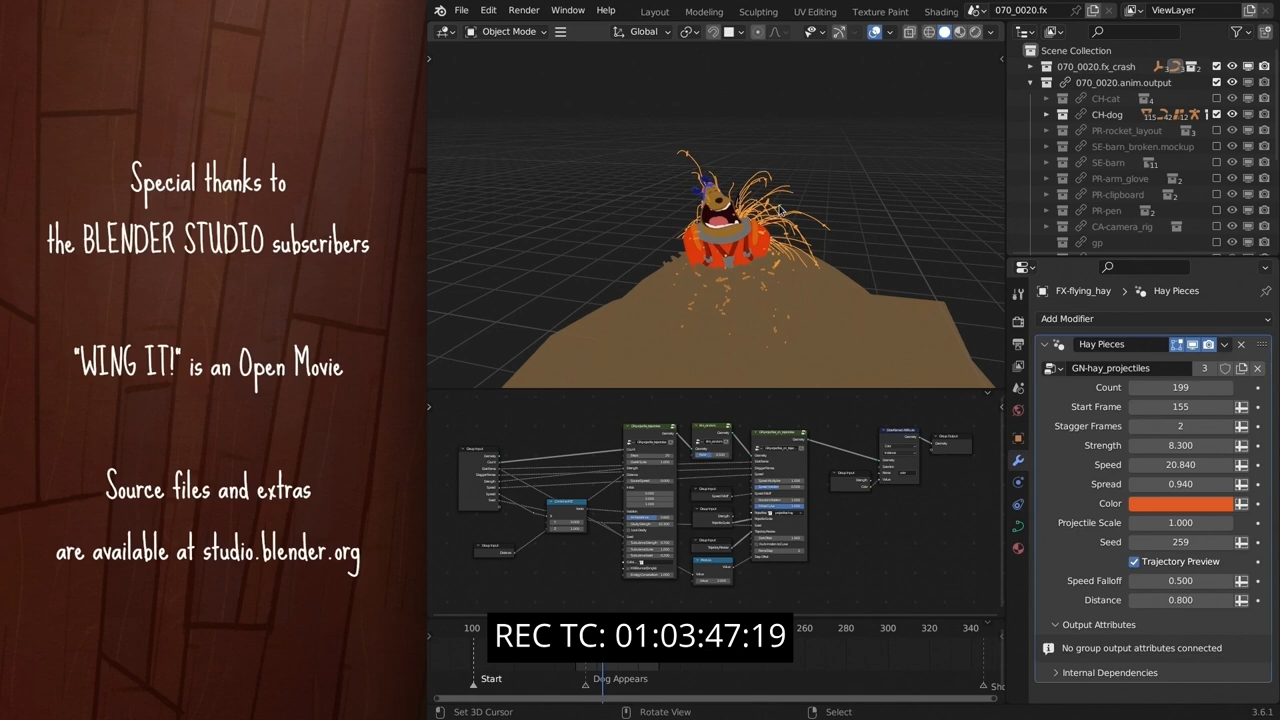 Special thanks to
the BLENDER STUDIO subscribers
"WING IT!" is an Open Movie
Source files and extras
are available at studio.blender.org
File Edit Render Window Help
Layout Modeling Sculpting UV Editing Texture Paint Shading
070_0020.fx
ViewLayer
Object Mode
Global
Scene Collection
070_0020.fx_crash
070_0020.anim.output
CH-cat
CH-dog
PR-rocket_layout
SE-barn_broken.mockup
SE-barn
PR-arm_glove
PR-clipboard
PR-pen
CA-camera_rig
gp
FX-flying_hay
Hay Pieces
Add Modifier
Hay Pieces
GN-hay_projectiles 3
Count 199
Start Frame 155
Stagger Frames 2
Strength 8.300
Speed 20.840
Spread 0.940
Color
Projectile Scale 1.000
Seed 259
Trajectory Preview
Speed Falloff 0.500
Distance 0.800
Output Attributes
No group output attributes connected
Internal Dependencies
100
260 280 300 320 340
REC TC: 01:03:47:19
Start
Dog Appears
Set 3D Cursor
Rotate View
Select
3.6.1